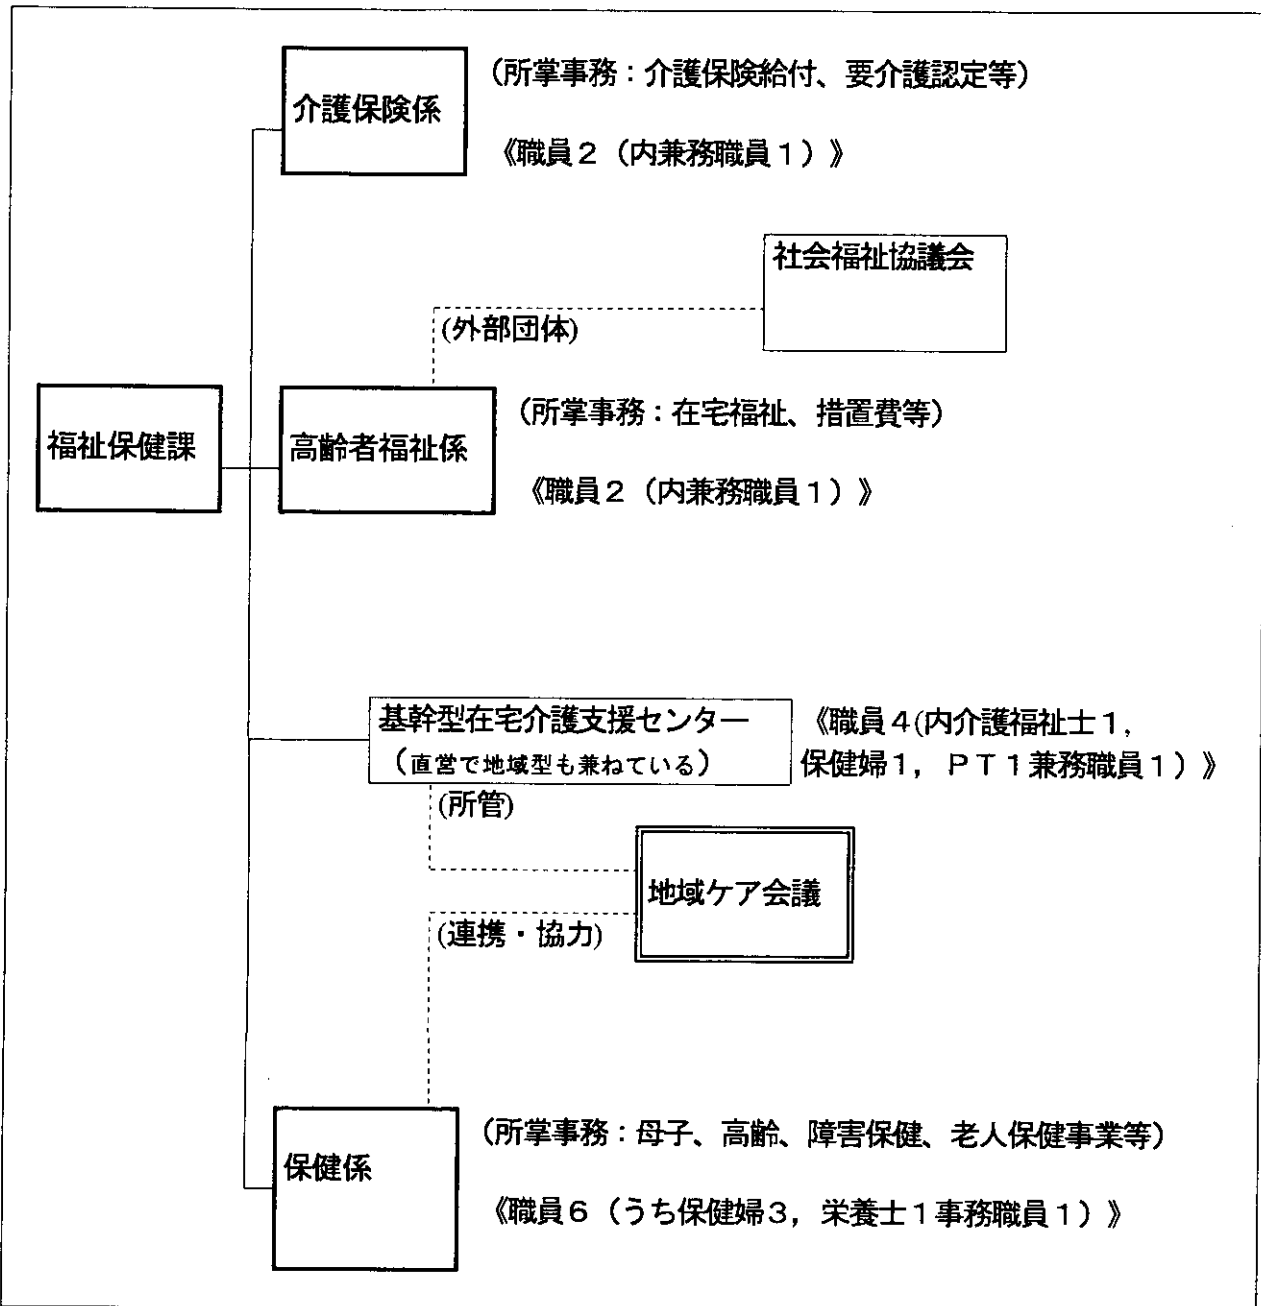 介護保険係
(所掌事務：介護保険給付、要介護認定等)
《職員２（内兼務職員１）》
社会福祉協議会
(外部団体)
福祉保健課
高齢者福祉係
(所掌事務：在宅福祉、措置費等)
《職員２（内兼務職員１）》
基幹型在宅介護支援センター
（直営で地域型も兼ねている）
《職員４(内介護福祉士１,
保健婦１，ＰＴ１兼務職員１）》
(所管)
地域ケア会議
(連携・協力)
保健係
(所掌事務：母子、高齢、障害保健、老人保健事業等)
《職員６（うち保健婦３，栄養士１事務職員１）》